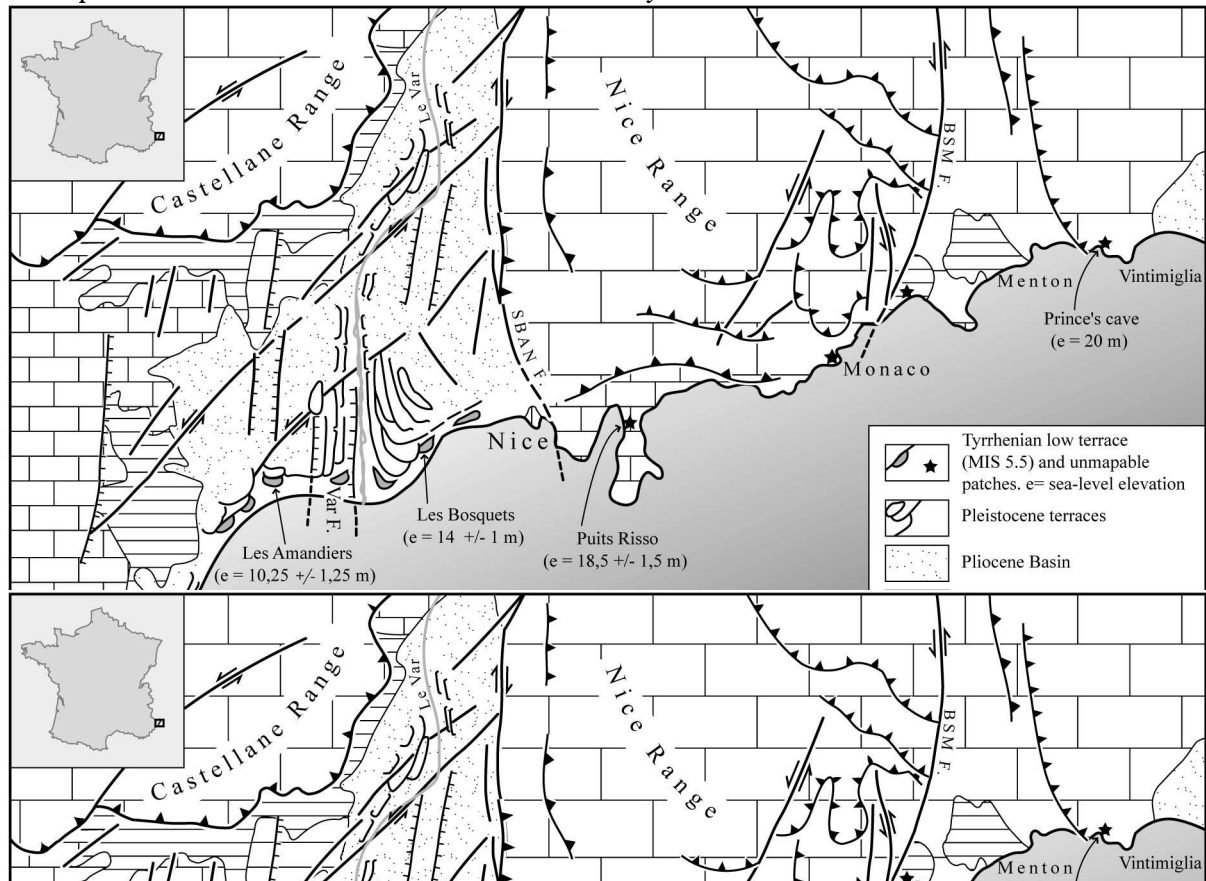 Castellane Range
Le Var
Nice Range
BSM F.
SBAN F.
Menton
Vintimiglia
Prince's cave
(e = 20 m)
Monaco
Nice
Var F.
Les Bosquets
(e = 14 +/- 1 m)
Puits Risso
(e = 18,5 +/- 1,5 m)
Les Amandiers
(e = 10,25 +/- 1,25 m)
Tyrrhenian low terrace
(MIS 5.5) and unmapable
patches. e= sea-level elevation
Pleistocene terraces
Pliocene Basin
Castellane Range
Le Var
Nice Range
BSM F.
Menton
Vintimiglia